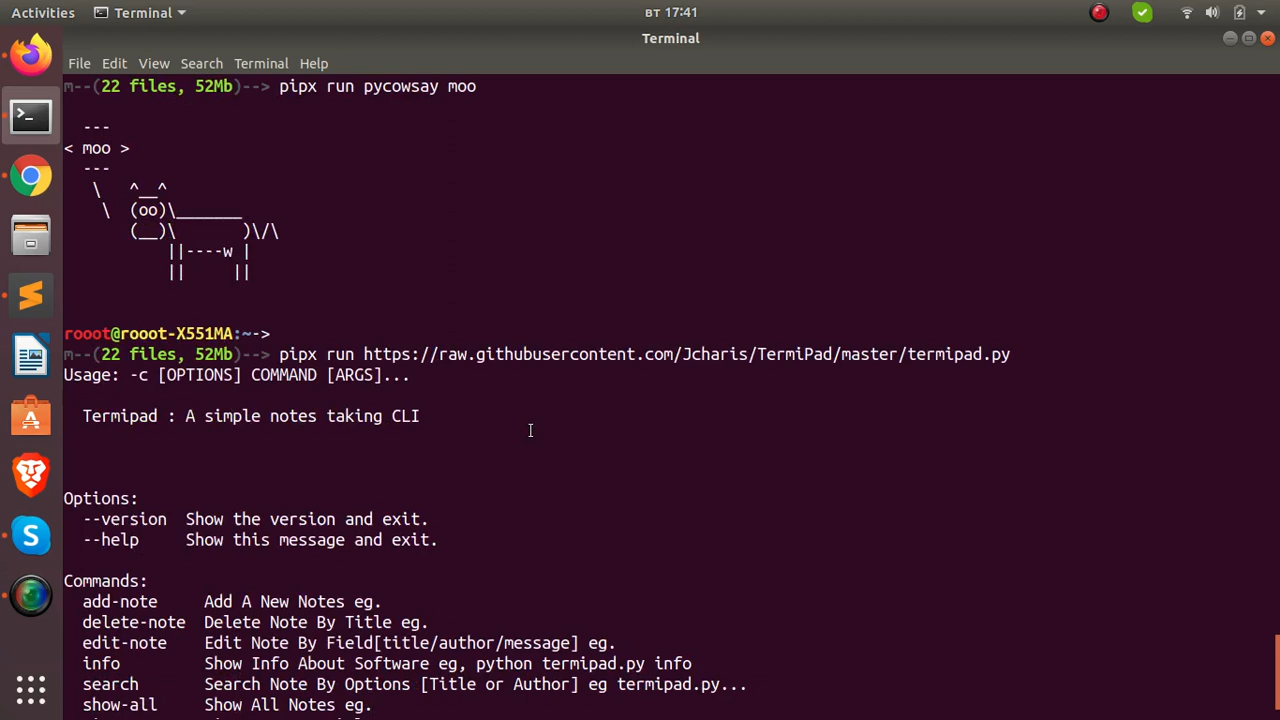 Activities Terminal ▾ вт 17:41
Terminal
File Edit View Search Terminal Help
m--(22 files, 52Mb)--> pipx run pycowsay moo
  ---
< moo >
  ---
   \   ^__^
    \  (oo)\_______
       (__)\       )\/\
           ||----w |
           ||     ||
rooot@rooot-X551MA:~->
m--(22 files, 52Mb)--> pipx run https://raw.githubusercontent.com/Jcharis/TermiPad/master/termipad.py
Usage: -c [OPTIONS] COMMAND [ARGS]...
  Termipad : A simple notes taking CLI
Options:
  --version  Show the version and exit.
  --help     Show this message and exit.
Commands:
  add-note     Add A New Notes eg.
  delete-note  Delete Note By Title eg.
  edit-note    Edit Note By Field[title/author/message] eg.
  info         Show Info About Software eg, python termipad.py info
  search       Search Note By Options [Title or Author] eg termipad.py...
  show-all     Show All Notes eg.